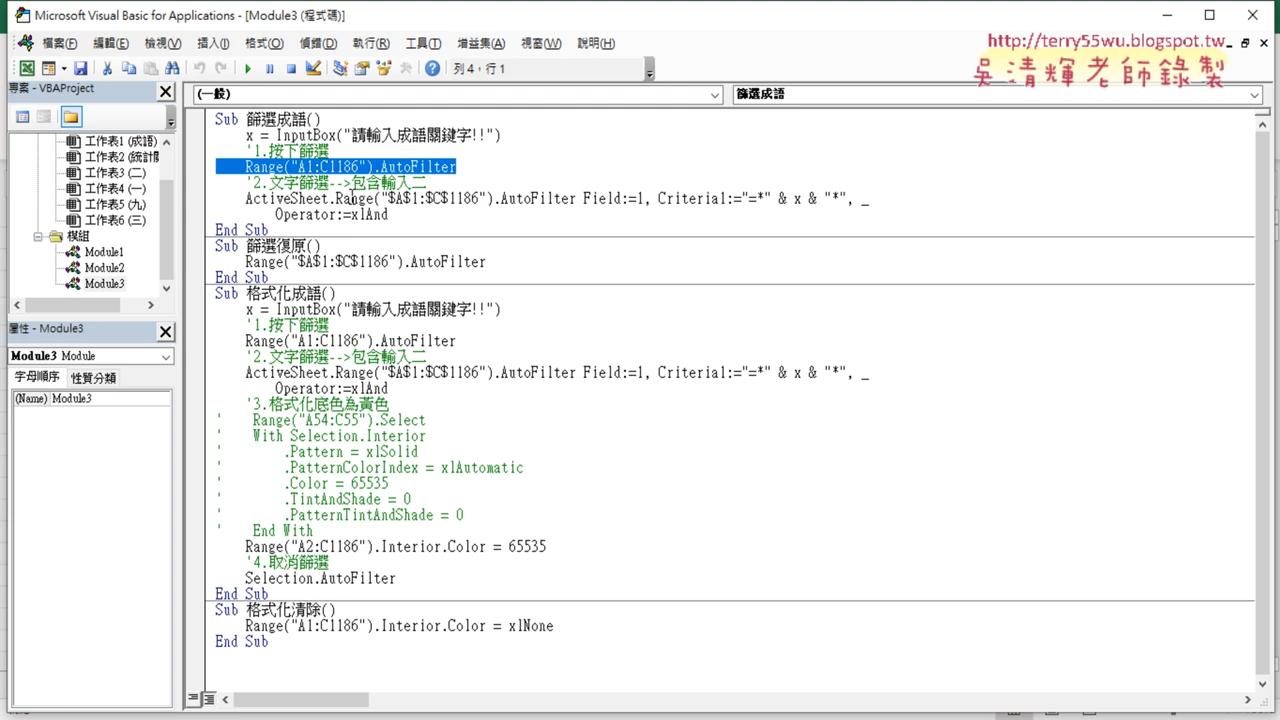 Microsoft Visual Basic for Applications - [Module3 (程式碼)]
檔案(F) 編輯(E) 檢視(V) 插入(I) 格式(O) 偵錯(D) 執行(R) 工具(T) 增益集(A) 視窗(W) 說明(H)
http://terry55wu.blogspot.tw
吳清輝老師錄製
列 4，行 1
專案 - VBAProject
工作表1 (成語)
工作表2 (統計關
工作表3 (二)
工作表4 (一)
工作表5 (九)
工作表6 (三)
模組
Module1
Module2
Module3
屬性 - Module3
Module3 Module
字母順序 性質分類
(Name) Module3
(一般)
篩選成語
Sub 篩選成語()
x = InputBox("請輸入成語關鍵字!!")
'1.按下篩選
Range("A1:C1186").AutoFilter
'2.文字篩選-->包含輸入二
ActiveSheet.Range("$A$1:$C$1186").AutoFilter Field:=1, Criteria1:="=*" & x & "*", _
Operator:=xlAnd
End Sub
Sub 篩選復原()
Range("$A$1:$C$1186").AutoFilter
End Sub
Sub 格式化成語()
x = InputBox("請輸入成語關鍵字!!")
'1.按下篩選
Range("A1:C1186").AutoFilter
'2.文字篩選-->包含輸入二
ActiveSheet.Range("$A$1:$C$1186").AutoFilter Field:=1, Criteria1:="=*" & x & "*", _
Operator:=xlAnd
'3.格式化底色為黃色
' Range("A54:C55").Select
' With Selection.Interior
' .Pattern = xlSolid
' .PatternColorIndex = xlAutomatic
' .Color = 65535
' .TintAndShade = 0
' .PatternTintAndShade = 0
' End With
Range("A2:C1186").Interior.Color = 65535
'4.取消篩選
Selection.AutoFilter
End Sub
Sub 格式化清除()
Range("A1:C1186").Interior.Color = xlNone
End Sub